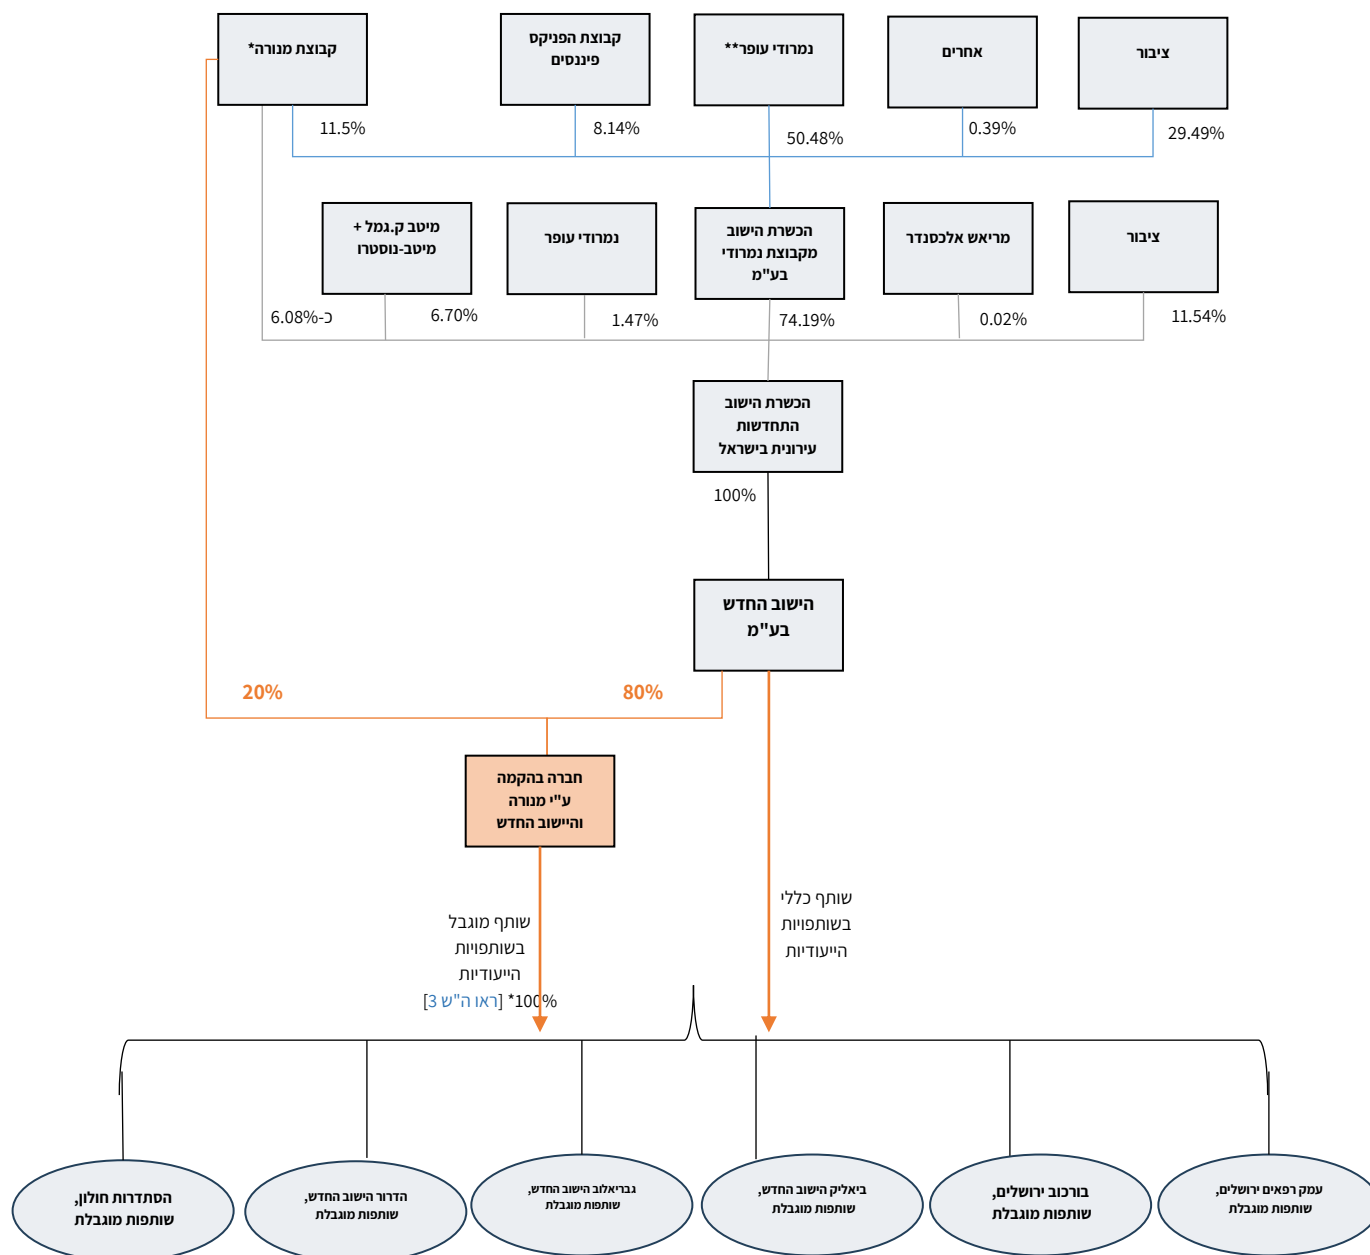 ציבור
אחרים
נמרודי עופר**
קבוצת הפניקס
פיננסים
קבוצת מנורה*
29.49%
0.39%
50.48%
8.14%
11.5%
ציבור
מריאש אלכסנדר
הכשרת הישוב
מקבוצת נמרודי
בע"מ
נמרודי עופר
מיטב ק.גמל +
מיטב-נוסטרו
11.54%
0.02%
74.19%
1.47%
6.70%
כ-6.08%
הכשרת הישוב
התחדשות
עירונית בישראל
100%
הישוב החדש
בע"מ
80%
20%
חברה בהקמה
ע"י מנורה
והיישוב החדש
שותף כללי
בשותפויות
הייעודיות
שותף מוגבל
בשותפויות
הייעודיות
100%* [ראו ה"ש 3]
עמק רפאים ירושלים,
שותפות מוגבלת
בורכוב ירושלים,
שותפות מוגבלת
ביאליק הישוב החדש,
שותפות מוגבלת
גבריאלוב הישוב החדש,
שותפות מוגבלת
הדרור הישוב החדש,
שותפות מוגבלת
הסתדרות חולון,
שותפות מוגבלת